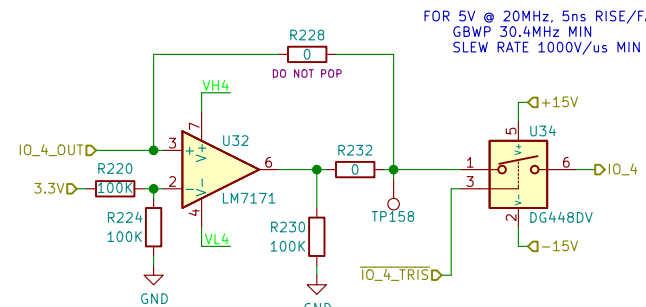 FOR 5V @ 20MHz, 5ns RISE/F
GBWP 30.4MHz MIN
SLEW RATE 1000V/us MIN
R228
0
DO NOT POP
VH4
+15V
7
U32
5
U34
V+
V+
IO_4_OUT
3
R232
6
0
1
6
IO_4
R220
3.3V
100K
2
V-
LM7171
3
V-
4
TP158
2
DG448DV
R224
100K
R230
100K
VL4
-15V
IO_4_TRIS
GND
GND